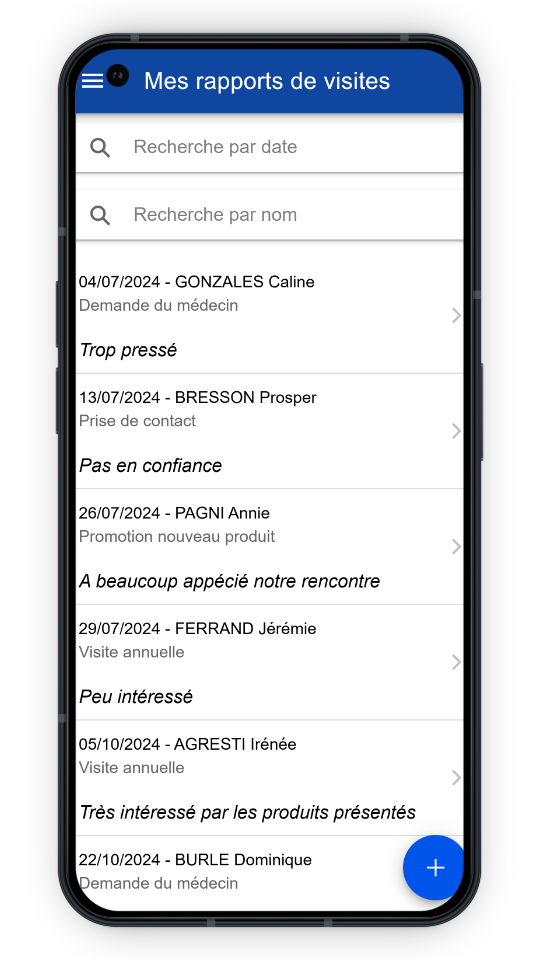 Mes rapports de visites
Recherche par date
Recherche par nom
04/07/2024 - GONZALES Caline
Demande du médecin
Trop pressé
13/07/2024 - BRESSON Prosper
Prise de contact
Pas en confiance
26/07/2024 - PAGNI Annie
Promotion nouveau produit
A beaucoup appécié notre rencontre
29/07/2024 - FERRAND Jérémie
Visite annuelle
Peu intéressé
05/10/2024 - AGRESTI Irénée
Visite annuelle
Très intéressé par les produits présentés
22/10/2024 - BURLE Dominique
Demande du médecin